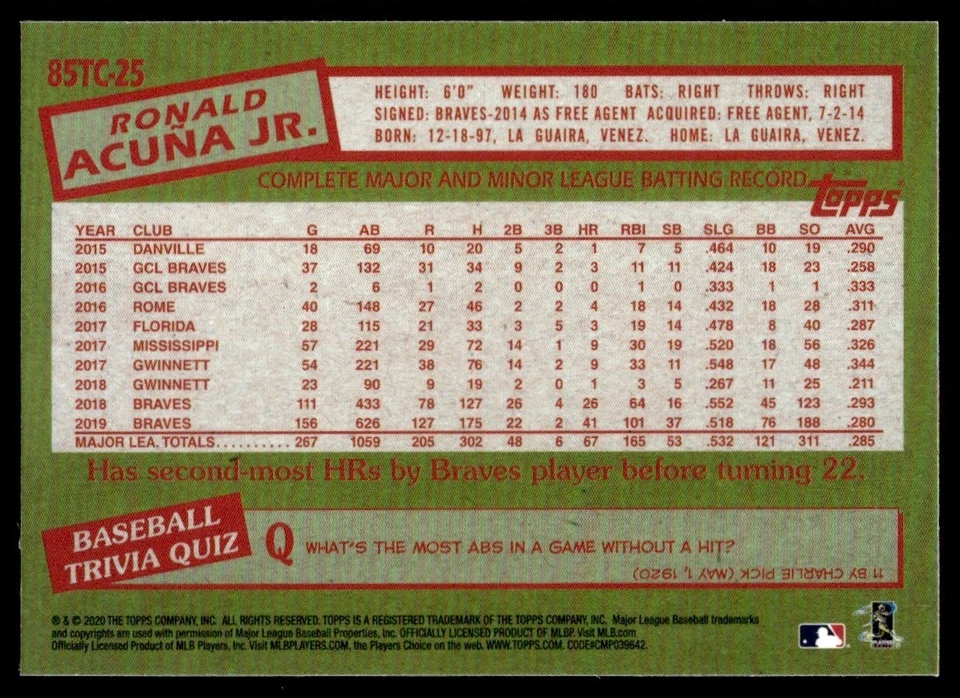 85TC-25
RONALD
ACUÑA JR.
HEIGHT: 6'0" WEIGHT: 180 BATS: RIGHT THROWS: RIGHT
SIGNED: BRAVES-2014 AS FREE AGENT ACQUIRED: FREE AGENT, 7-2-14
BORN: 12-18-97, LA GUAIRA, VENEZ. HOME: LA GUAIRA, VENEZ.
COMPLETE MAJOR AND MINOR LEAGUE BATTING RECORD
topps
YEAR CLUB G AB R H 2B 3B HR RBI SB SLG BB SO AVG
2015 DANVILLE 18 69 10 20 5 2 1 7 5 .464 10 19 .290
2015 GCL BRAVES 37 132 31 34 9 2 3 11 11 .424 18 23 .258
2016 GCL BRAVES 2 6 1 2 0 0 0 1 0 .333 1 1 .333
2016 ROME 40 148 27 46 2 2 4 18 14 .432 18 28 .311
2017 FLORIDA 28 115 21 33 3 5 3 19 14 .478 8 40 .287
2017 MISSISSIPPI 57 221 29 72 14 1 9 30 19 .520 18 56 .326
2017 GWINNETT 54 221 38 76 14 2 9 33 11 .548 17 48 .344
2018 GWINNETT 23 90 9 19 2 0 1 3 5 .267 11 25 .211
2018 BRAVES 111 433 78 127 26 4 26 64 16 .552 45 123 .293
2019 BRAVES 156 626 127 175 22 2 41 101 37 .518 76 188 .280
MAJOR LEA. TOTALS.......... 267 1059 205 302 48 6 67 165 53 .532 121 311 .285
Has second-most HRs by Braves player before turning 22.
BASEBALL
TRIVIA QUIZ
Q WHAT'S THE MOST ABS IN A GAME WITHOUT A HIT?
11 BY CHARLIE PICK (MAY 1, 1920)
® & © 2020 THE TOPPS COMPANY, INC. ALL RIGHTS RESERVED. TOPPS IS A REGISTERED TRADEMARK OF THE TOPPS COMPANY, INC. Major League Baseball trademarks
and copyrights are used with permission of Major League Baseball Properties, Inc. OFFICIALLY LICENSED PRODUCT OF MLBP. Visit MLB.com
Officially Licensed Product of MLB Players, Inc. Visit MLBPLAYERS.COM, the Players Choice on the web. WWW.TOPPS.COM. CODE#CMP039642.